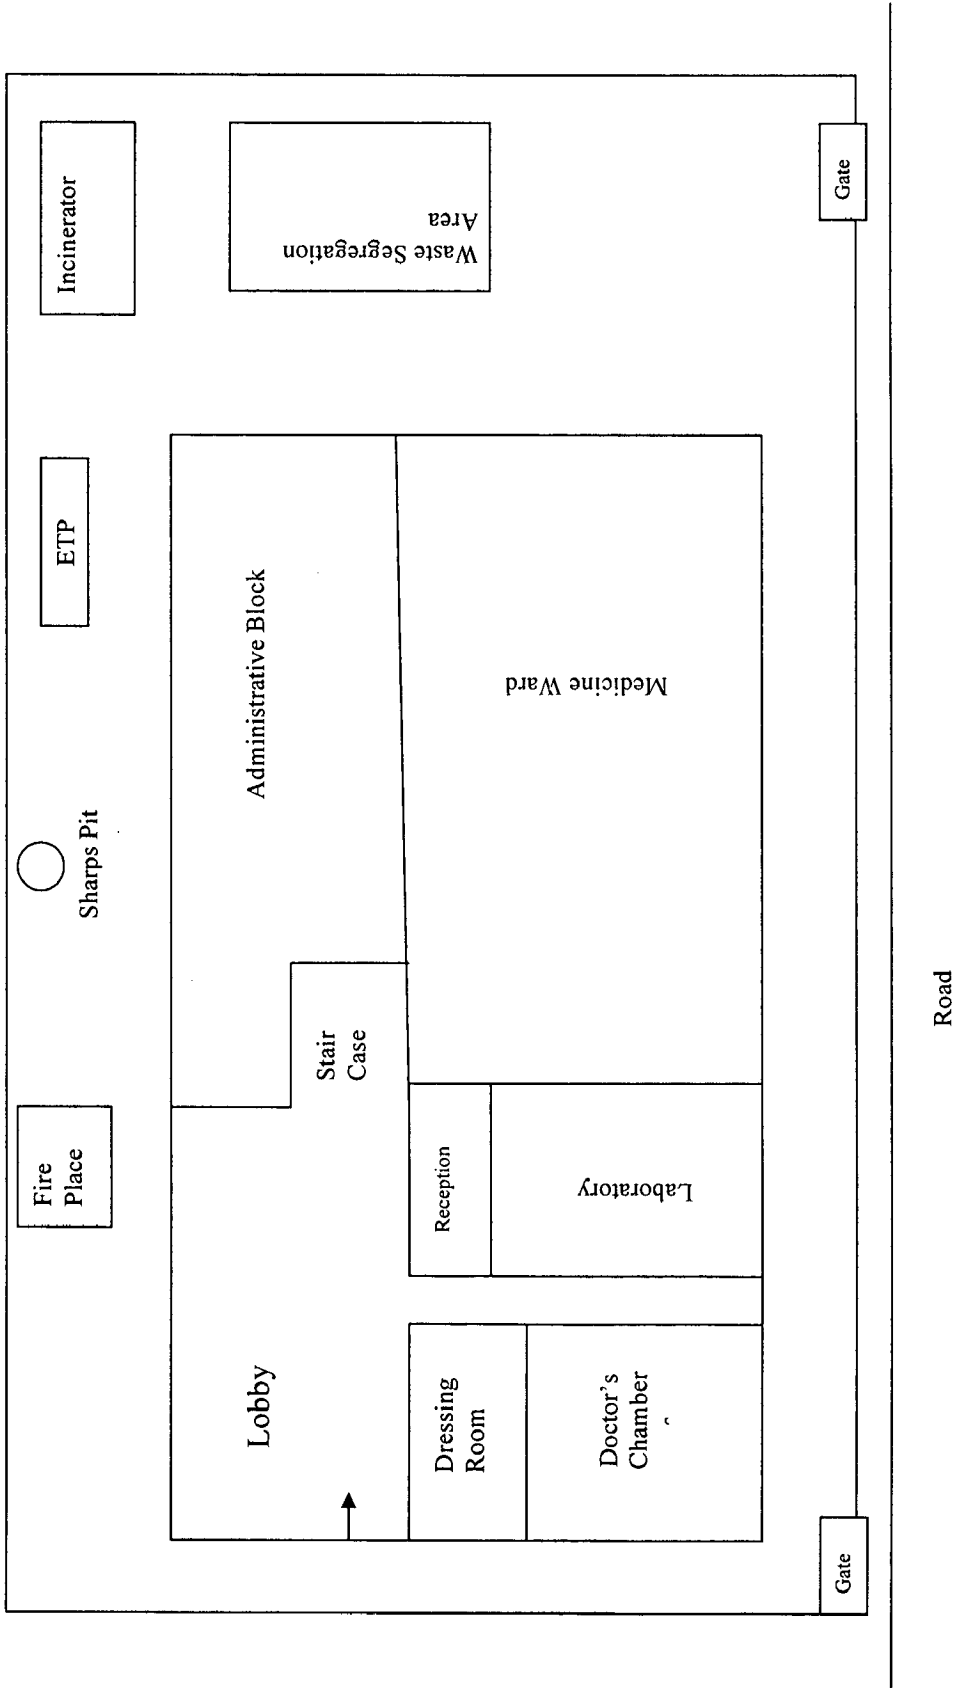 Fire
Place
Sharps Pit
ETP
Incinerator
Waste Segregation
Area
Lobby
Stair
Case
Administrative Block
Dressing
Room
Reception
Doctor's
Chamber
Laboratory
Medicine Ward
Gate
Gate
Road